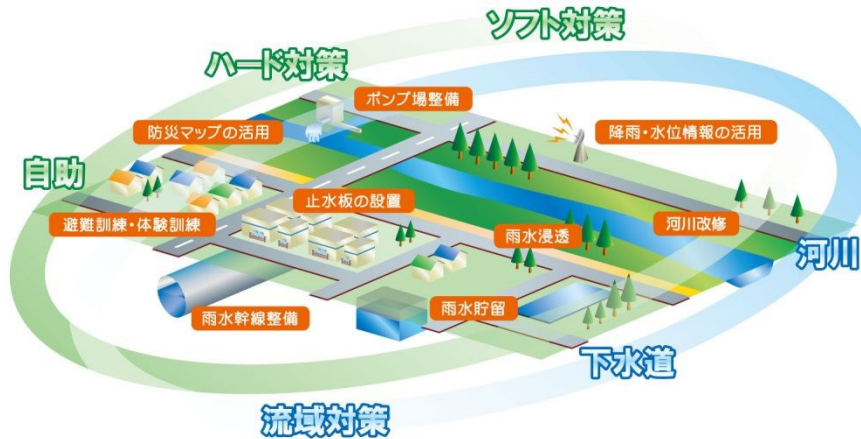 ソフト対策
ハード対策
ポンプ場整備
防災マップの活用
降雨・水位情報の活用
自助
避難訓練・体験訓練
止水板の設置
雨水浸透
河川改修
河川
雨水幹線整備
雨水貯留
下水道
流域対策